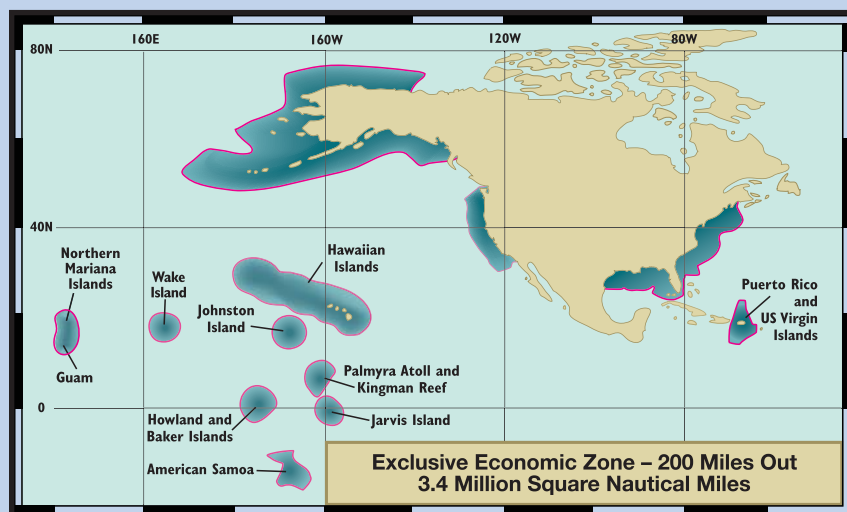 160E
160W
120W
80W
80N
40N
0
Northern
Mariana
Islands
Guam
Wake
Island
Johnston
Island
Hawaiian
Islands
Palmyra Atoll and
Kingman Reef
Jarvis Island
Howland and
Baker Islands
American Samoa
Puerto Rico
and
US Virgin
Islands
Exclusive Economic Zone – 200 Miles Out
3.4 Million Square Nautical Miles